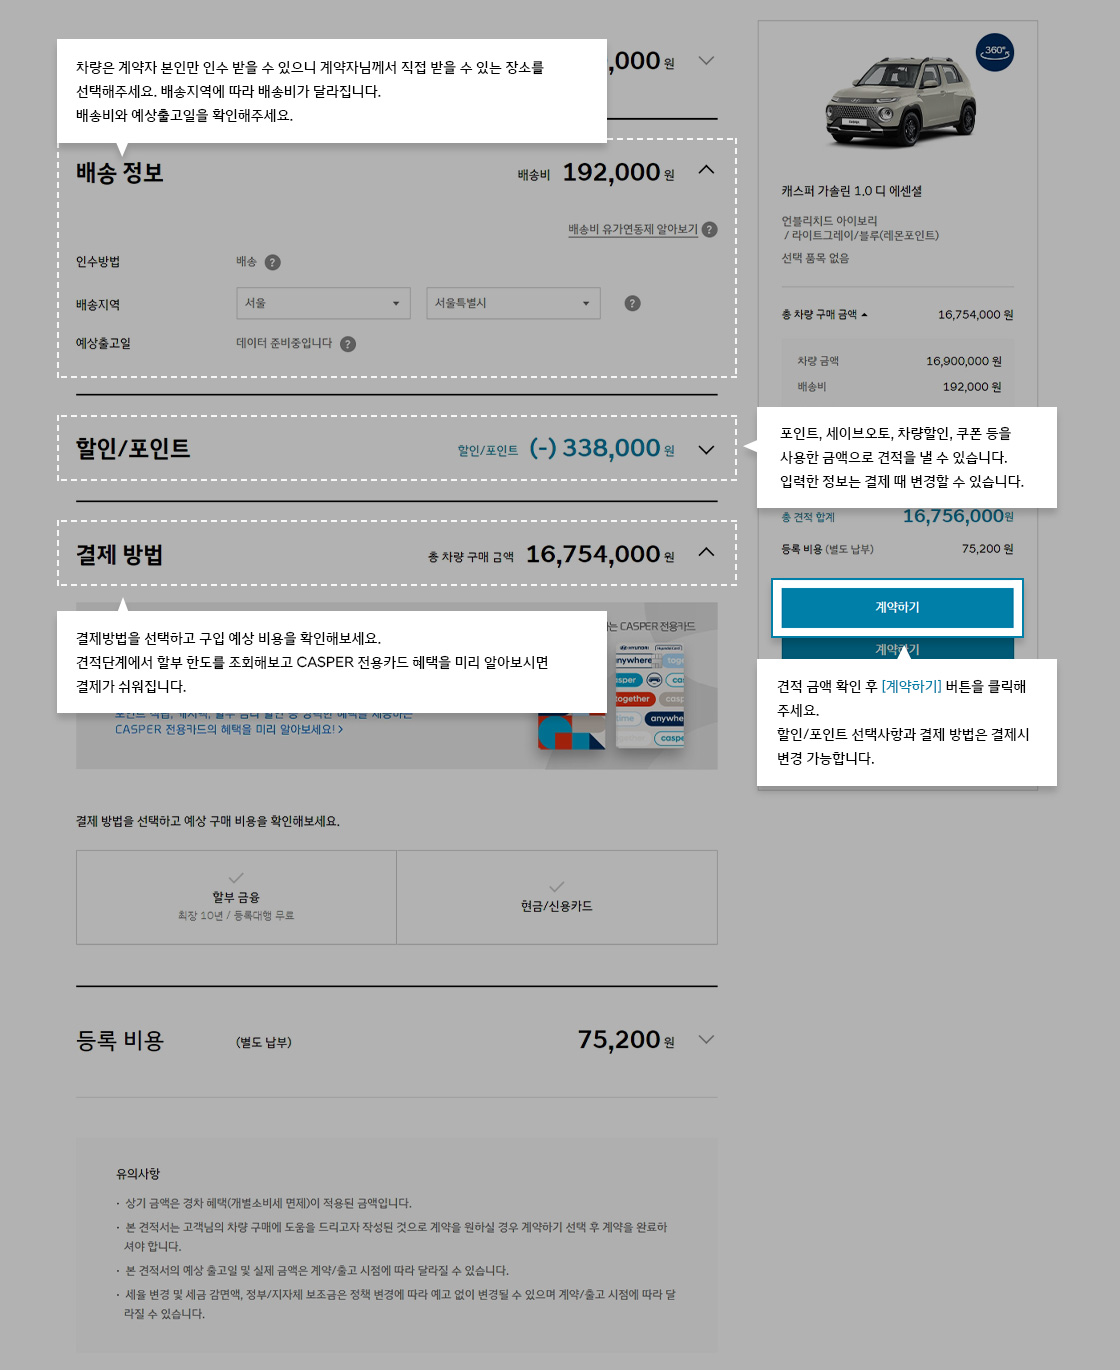 차량은 계약자 본인만 인수 받을 수 있으니 계약자님께서 직접 받을 수 있는 장소를
선택해주세요. 배송지역에 따라 배송비가 달라집니다.
배송비와 예상출고일을 확인해주세요.
,000 원
배송 정보
배송비 192,000 원
배송비 유가연동제 알아보기 ?
인수방법
배송 ?
배송지역
서울
서울특별시
?
예상출고일
데이터 준비중입니다 ?
할인/포인트
할인/포인트 (-) 338,000 원
결제 방법
총 차량 구매 금액 16,754,000 원
결제방법을 선택하고 구입 예상 비용을 확인해보세요.
견적단계에서 할부 한도를 조회해보고 CASPER 전용카드 혜택을 미리 알아보시면
결제가 쉬워집니다.
는 CASPER 전용카드
HYUNDAI
anywhere
together
time
anywhe
casper
CASPER 전용카드의 혜택을 미리 알아보세요! >
결제 방법을 선택하고 예상 구매 비용을 확인해보세요.
할부 금융
최장 10년 / 등록대행 무료
현금/신용카드
등록 비용
(별도 납부)
75,200 원
유의사항
· 상기 금액은 경차 혜택(개별소비세 면제)이 적용된 금액입니다.
· 본 견적서는 고객님의 차량 구매에 도움을 드리고자 작성된 것으로 계약을 원하실 경우 계약하기 선택 후 계약을 완료하
셔야 합니다.
· 본 견적서의 예상 출고일 및 실제 금액은 계약/출고 시점에 따라 달라질 수 있습니다.
· 세율 변경 및 세금 감면액, 정부/지자체 보조금은 정책 변경에 따라 예고 없이 변경될 수 있으며 계약/출고 시점에 따라 달
라질 수 있습니다.
360°
캐스퍼 가솔린 1.0 디 에센셜
언블리치드 아이보리
/ 라이트그레이/블루(레몬포인트)
선택 품목 없음
총 차량 구매 금액
16,754,000 원
차량 금액
16,900,000 원
배송비
192,000 원
포인트, 세이브오토, 차량할인, 쿠폰 등을
사용한 금액으로 견적을 낼 수 있습니다.
입력한 정보는 결제 때 변경할 수 있습니다.
총 견적 합계
16,756,000원
등록 비용 (별도 납부)
75,200 원
계약하기
계약하기
견적 금액 확인 후 [계약하기] 버튼을 클릭해
주세요.
할인/포인트 선택사항과 결제 방법은 결제시
변경 가능합니다.